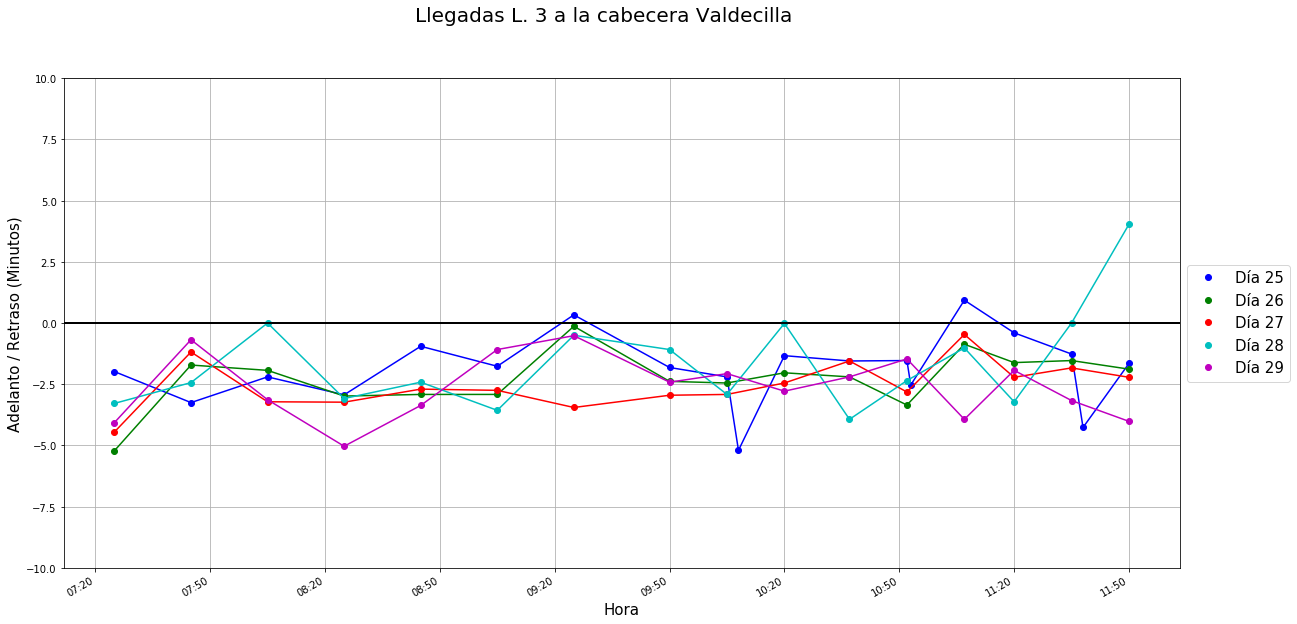 Llegadas L. 3 a la cabecera Valdecilla
Adelanto / Retraso (Minutos)
10.0
7.5
5.0
2.5
0.0
−2.5
−5.0
−7.5
−10.0
07:20
07:50
08:20
08:50
09:20
09:50
10:20
10:50
11:20
11:50
Hora
Día 25
Día 26
Día 27
Día 28
Día 29